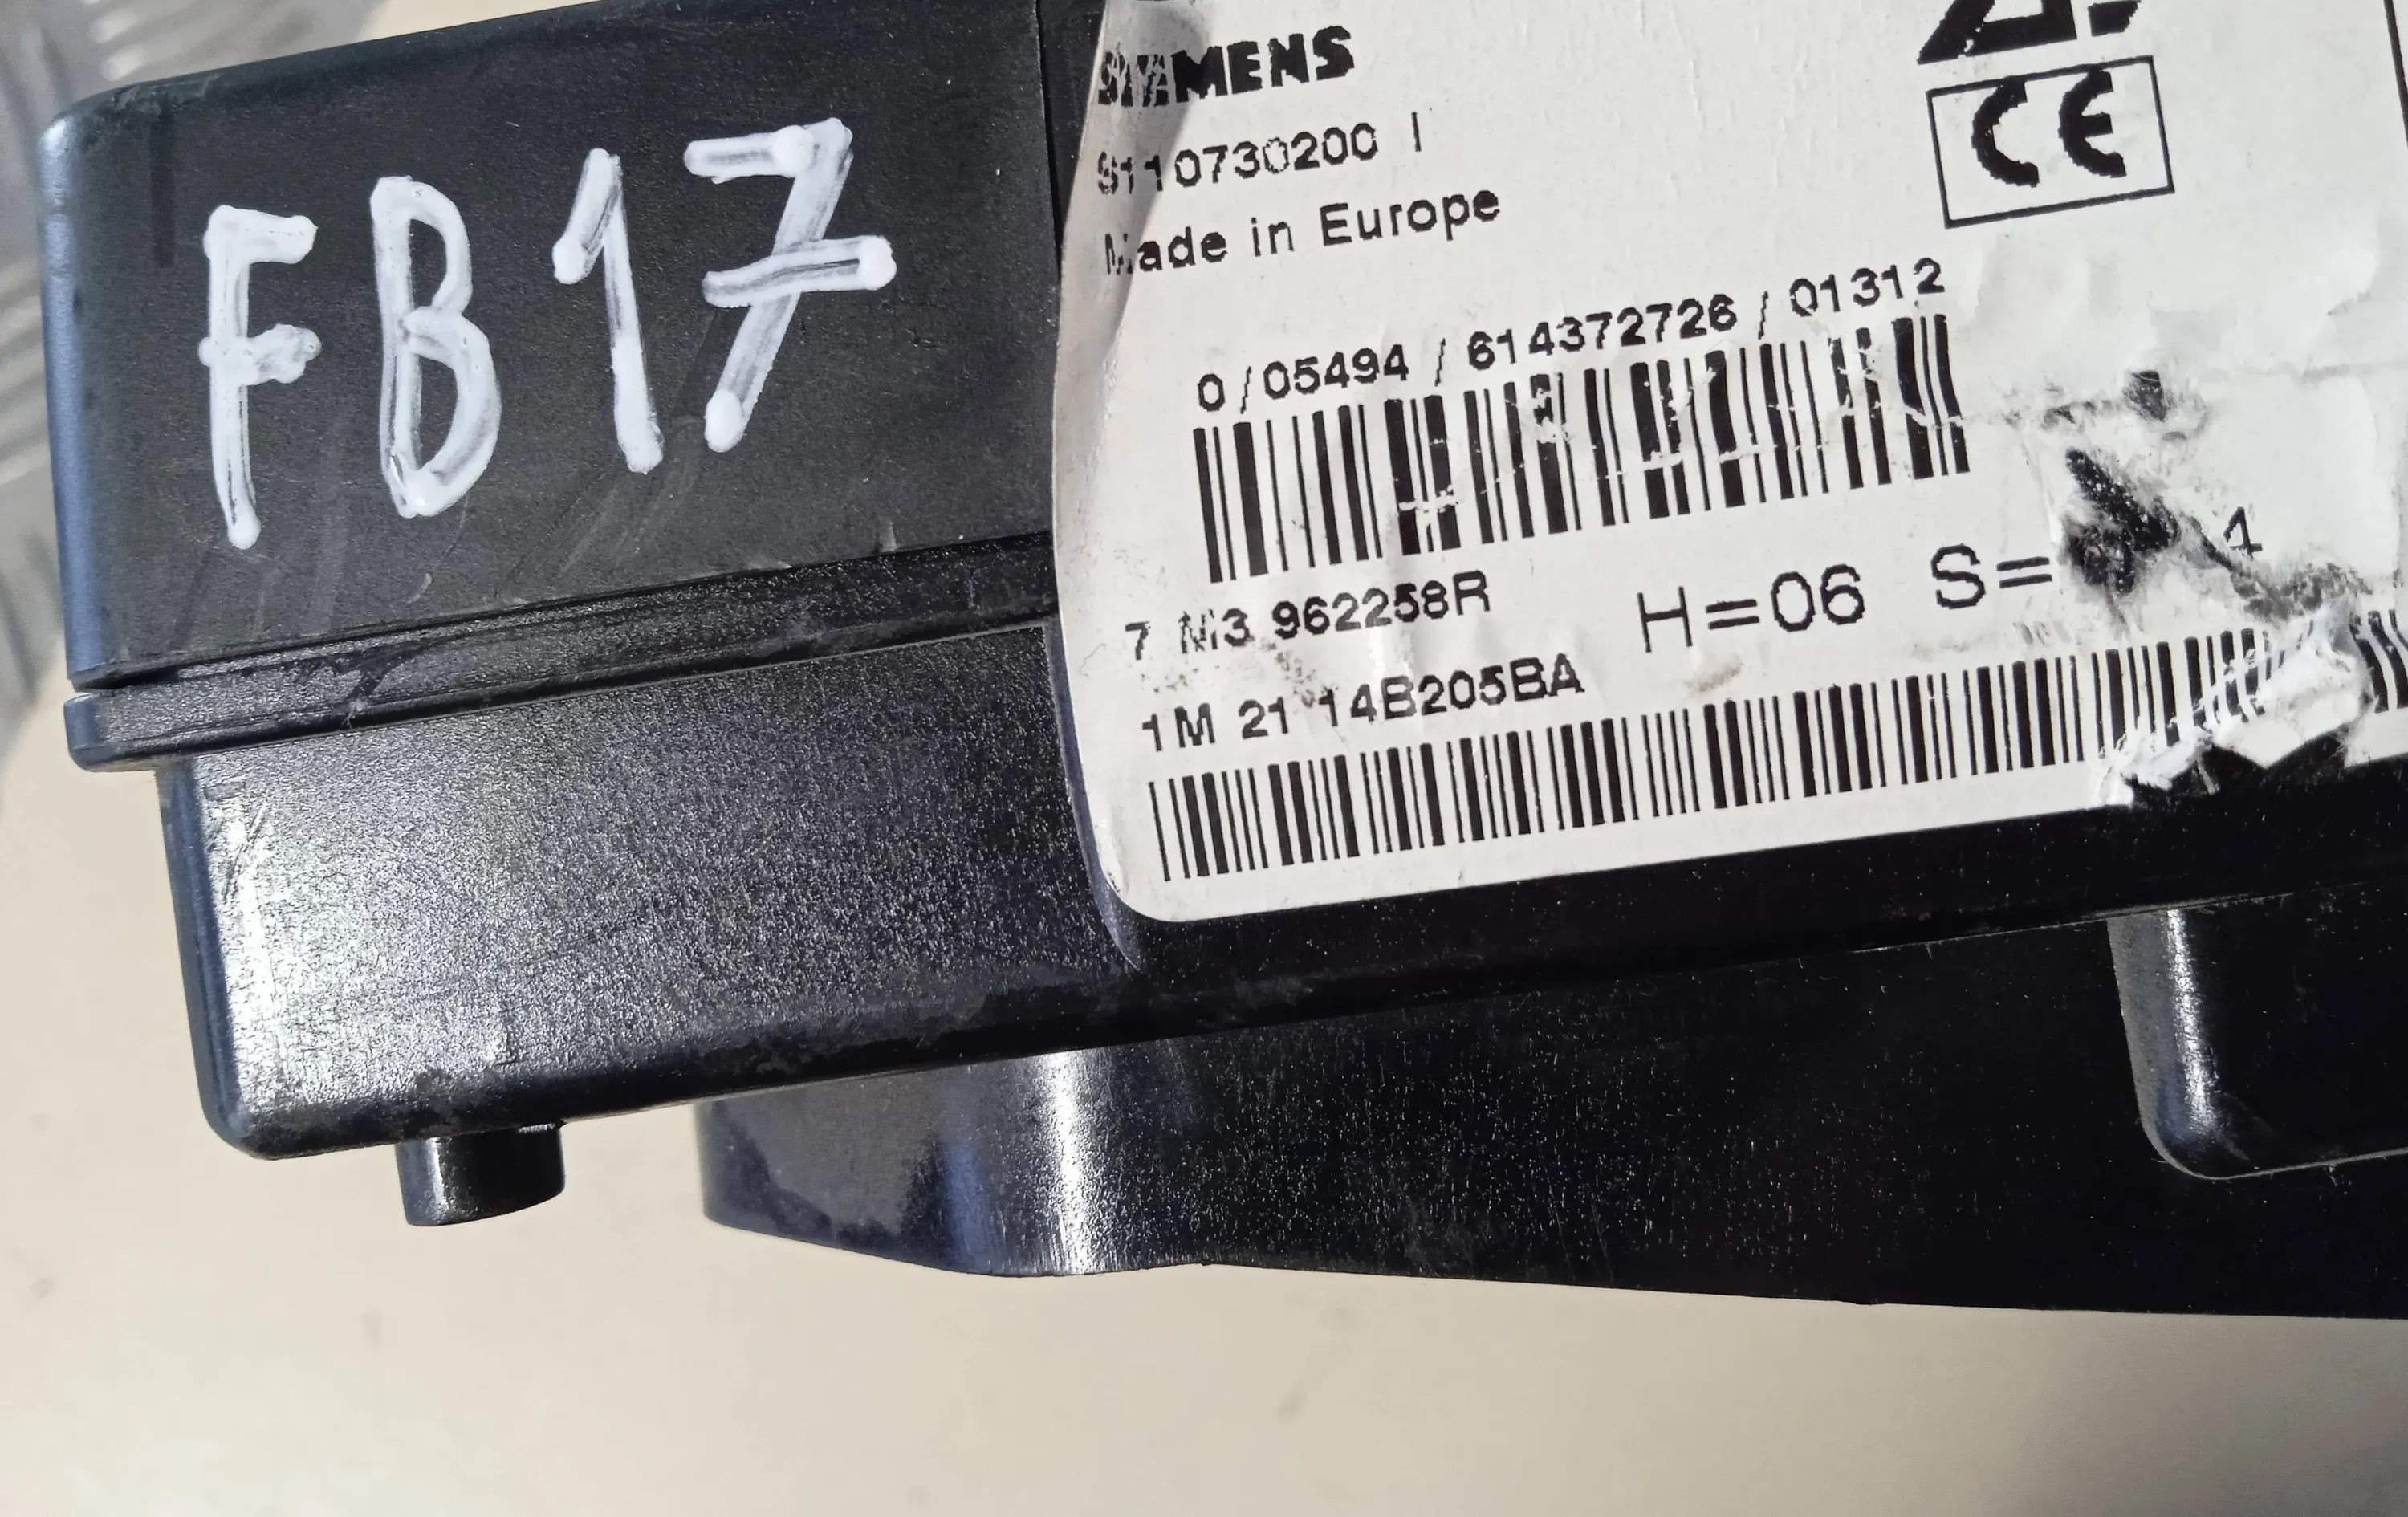 FB17
SIEMENS
S110730200 I
Made in Europe
CE
0 / 05494 / 614372726 / 01312
7 M3 962258R
H=06 S=
1M 21 14B205BA